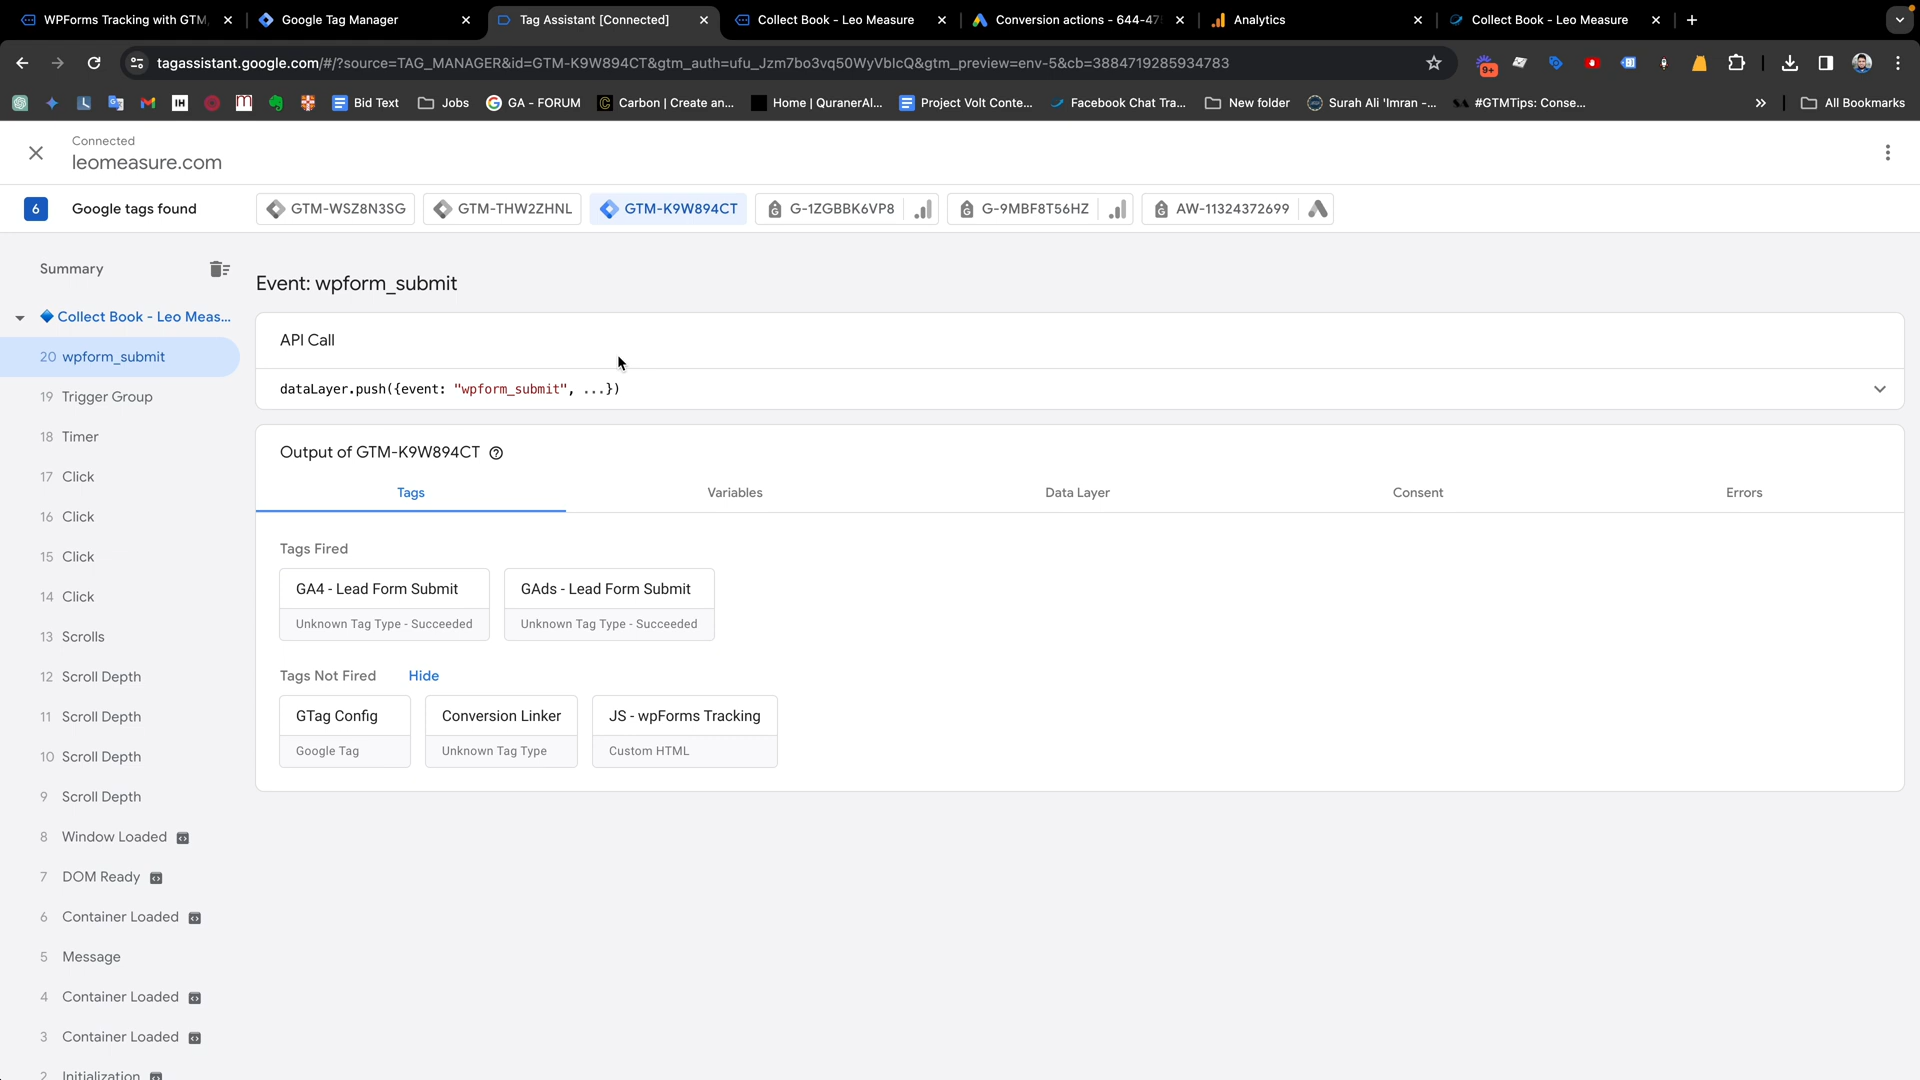 WPForms Tracking with GTM
Google Tag Manager
Tag Assistant [Connected]
Collect Book - Leo Measure
Conversion actions - 644-47
Analytics
Collect Book - Leo Measure
tagassistant.google.com/#/?source=TAG_MANAGER&id=GTM-K9W894CT&gtm_auth=ufu_Jzm7bo3vq50WyVblcQ&gtm_preview=env-5&cb=3884719285934783
9+
Bid Text
Jobs
GA - FORUM
Carbon | Create an...
Home | QuranerAl...
Project Volt Conte...
Facebook Chat Tra...
New folder
Surah Ali 'Imran -...
#GTMTips: Conse...
All Bookmarks
Connected
leomeasure.com
6
Google tags found
GTM-WSZ8N3SG
GTM-THW2ZHNL
GTM-K9W894CT
G-1ZGBBK6VP8
G-9MBF8T56HZ
AW-11324372699
Summary
Collect Book - Leo Meas...
20 wpform_submit
19 Trigger Group
18 Timer
17 Click
16 Click
15 Click
14 Click
13 Scrolls
12 Scroll Depth
11 Scroll Depth
10 Scroll Depth
9 Scroll Depth
8 Window Loaded
7 DOM Ready
6 Container Loaded
5 Message
4 Container Loaded
3 Container Loaded
2 Initialization
Event: wpform_submit
API Call
dataLayer.push({event: "wpform_submit", ...})
Output of GTM-K9W894CT
Tags
Variables
Data Layer
Consent
Errors
Tags Fired
GA4 - Lead Form Submit
Unknown Tag Type - Succeeded
GAds - Lead Form Submit
Unknown Tag Type - Succeeded
Tags Not Fired
Hide
GTag Config
Google Tag
Conversion Linker
Unknown Tag Type
JS - wpForms Tracking
Custom HTML